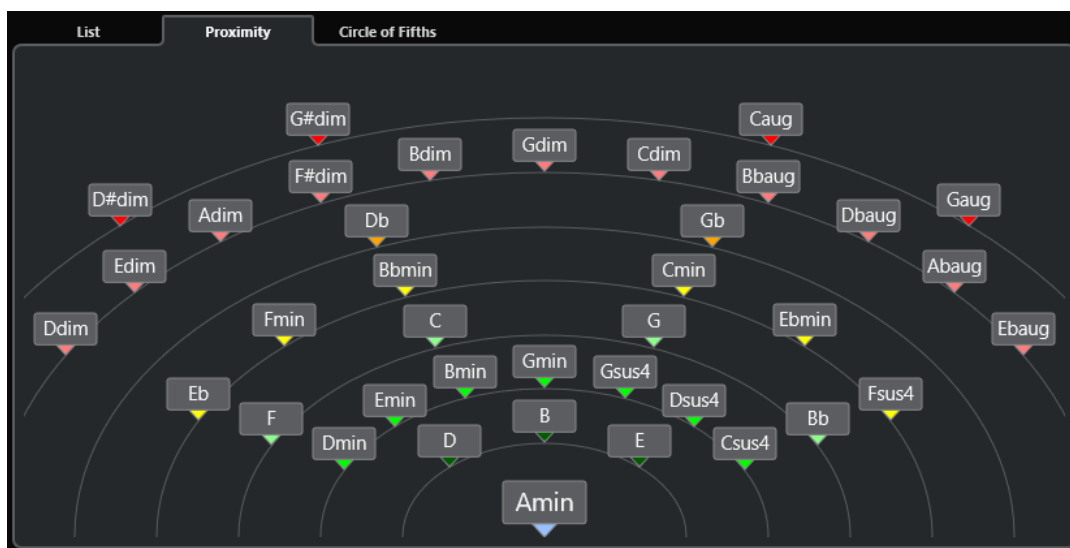 List Proximity Circle of Fifths
G#dim Caug
Bdim Gdim Cdim
F#dim Bbaug
D#dim Adim Db Gb Dbaug Gaug
Edim Bbmin Cmin Abaug
Ddim Fmin C G Ebmin Ebaug
Bmin Gmin Gsus4
Eb F Emin B Dsus4 Bb Fsus4
Dmin D E Csus4
Amin